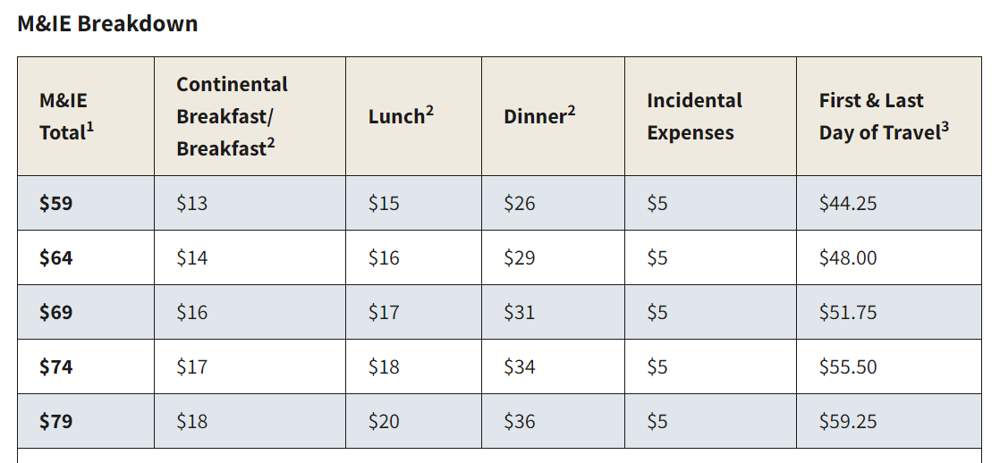 M&IE Breakdown
M&IE Total¹ Continental Breakfast/ Breakfast² Lunch² Dinner² Incidental Expenses First & Last Day of Travel³
$59 $13 $15 $26 $5 $44.25
$64 $14 $16 $29 $5 $48.00
$69 $16 $17 $31 $5 $51.75
$74 $17 $18 $34 $5 $55.50
$79 $18 $20 $36 $5 $59.25